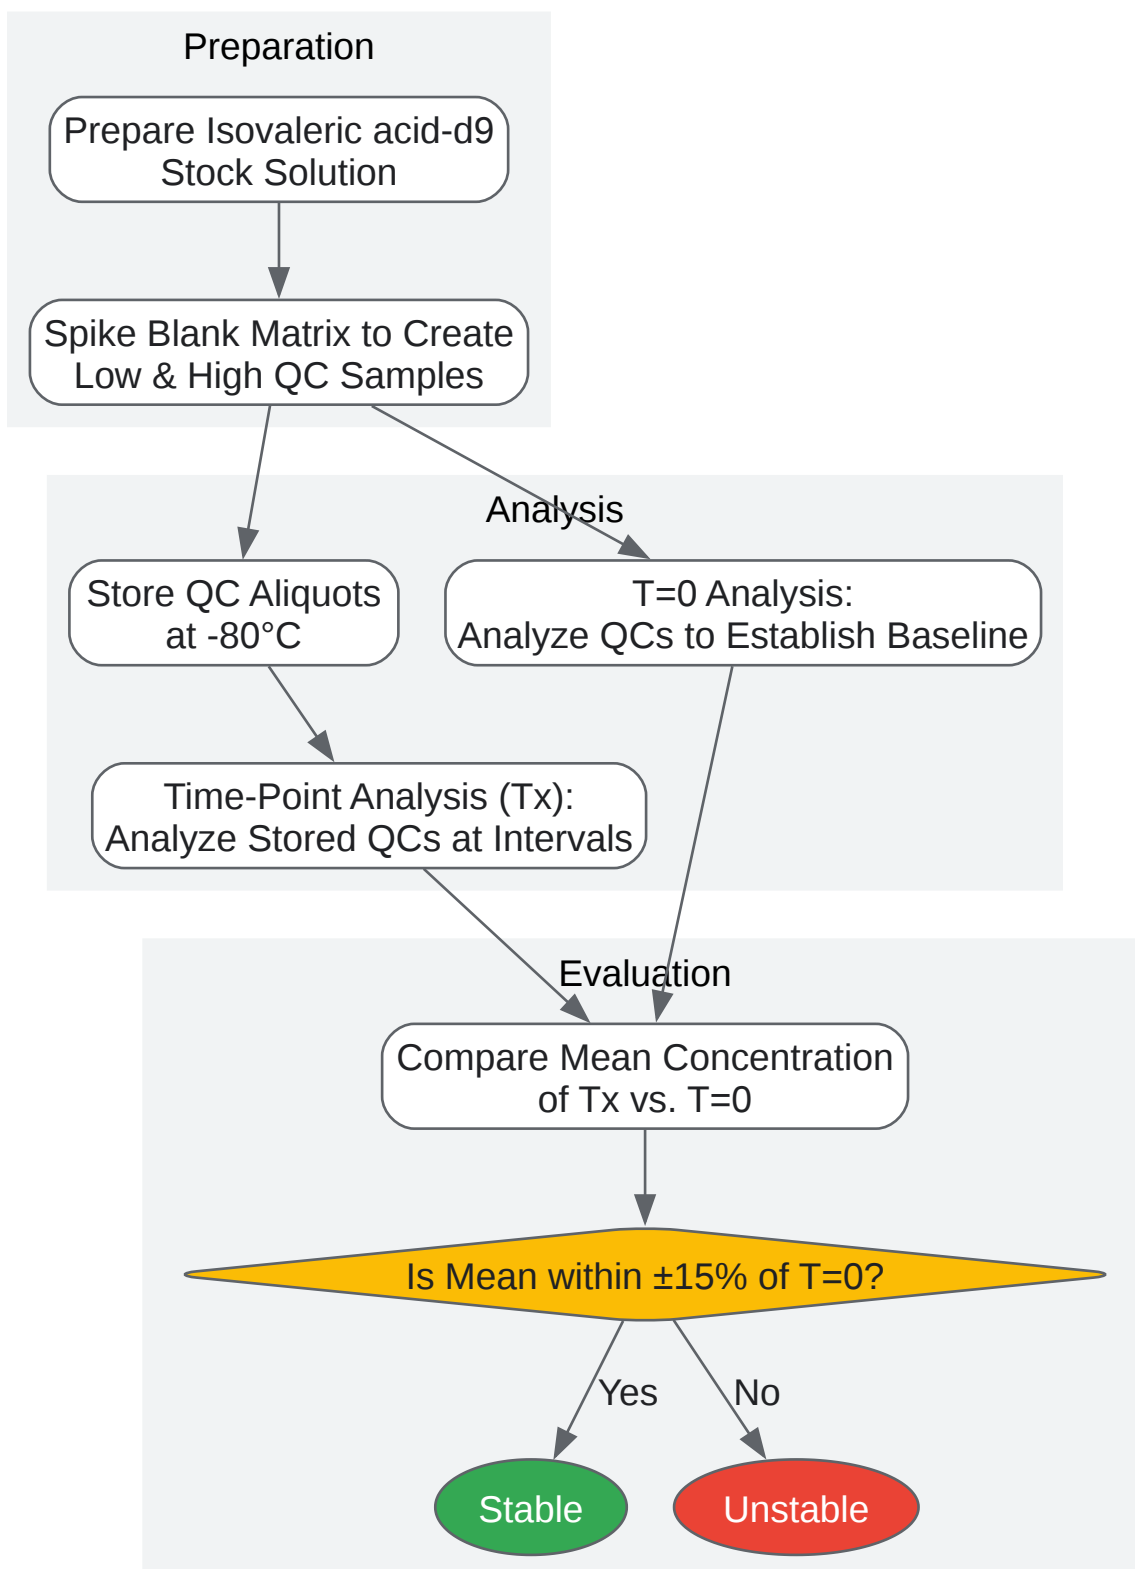 Preparation
Prepare Isovaleric acid-d9
Stock Solution
Spike Blank Matrix to Create
Low & High QC Samples
Analysis
Store QC Aliquots
at -80°C
T=0 Analysis:
Analyze QCs to Establish Baseline
Time-Point Analysis (Tx):
Analyze Stored QCs at Intervals
Evaluation
Compare Mean Concentration
of Tx vs. T=0
Is Mean within ±15% of T=0?
Yes
No
Stable
Unstable